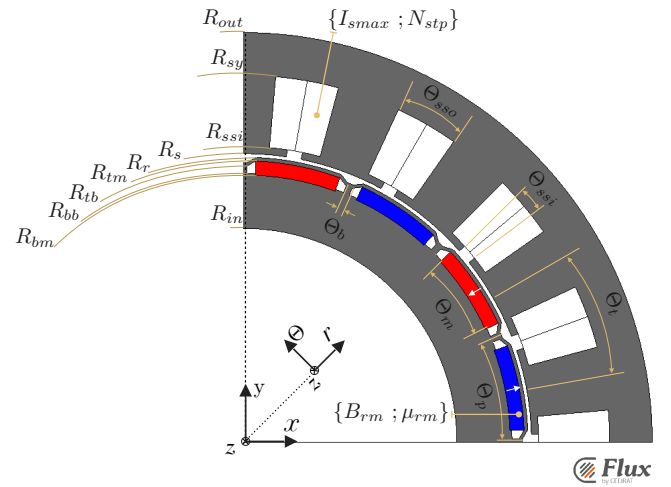 R_out
{I_smax ; N_stp}
R_sy
Θ_sso
R_ssi
R_s
R_r
R_tm
R_tb
R_bb
R_bm
R_in
Θ_ssi
Θ_b
Θ_m
Θ_t
Θ_p
Θ
r
z
y
x
z
{B_rm ; μ_rm}
Flux
by CEDRAT